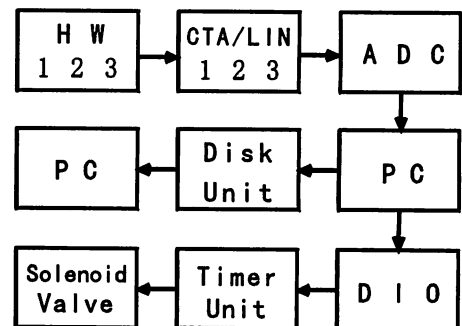 H W
1 2 3
CTA/LIN
1 2 3
A D C
P C
Disk
Unit
P C
Solenoid
Valve
Timer
Unit
D I O